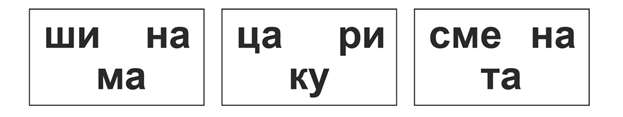 ши на
ма
ца ри
ку
сме на
та